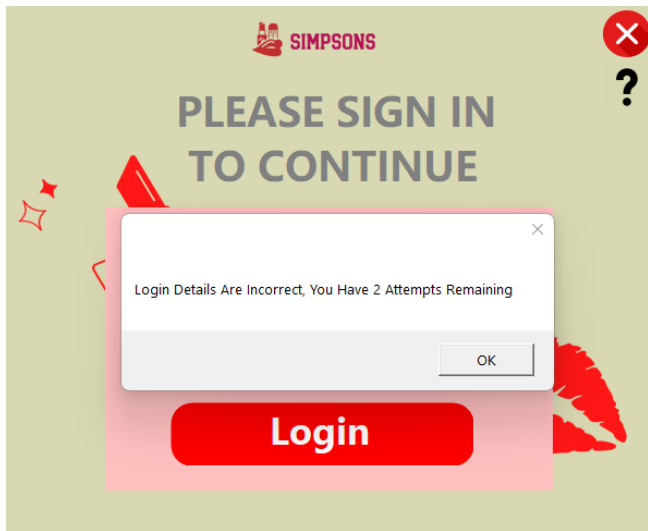 SIMPSONS
?
PLEASE SIGN IN
TO CONTINUE
Login Details Are Incorrect, You Have 2 Attempts Remaining
OK
Login